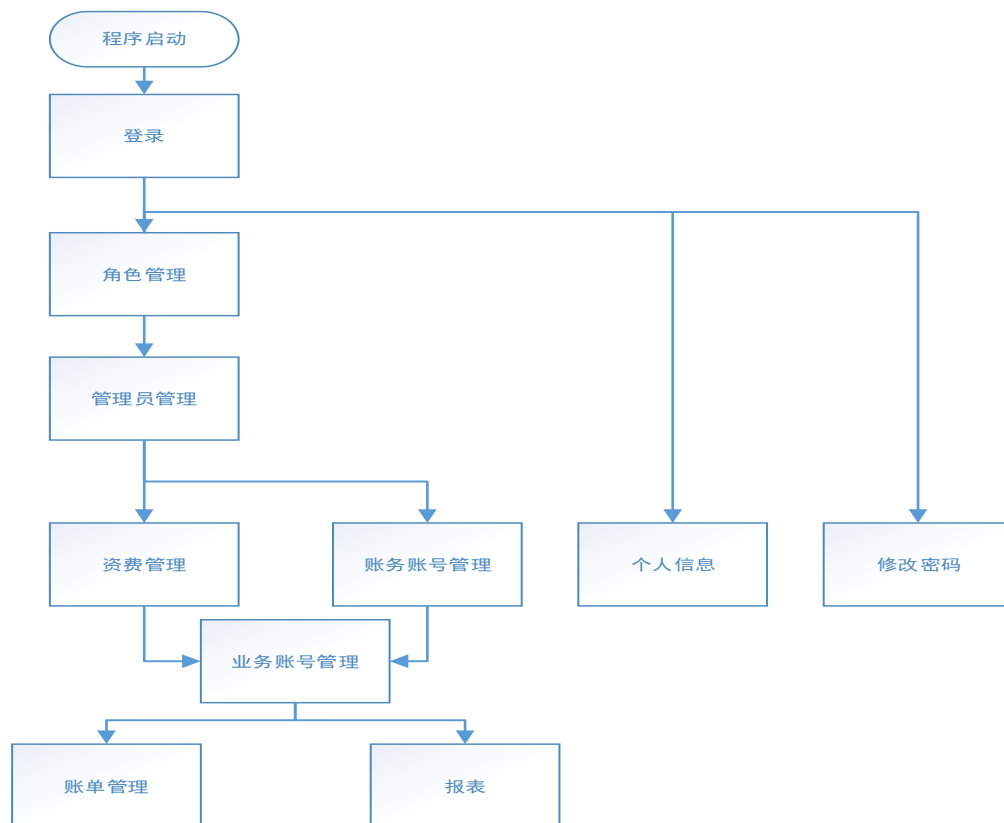 程序启动
登录
角色管理
管理员管理
资费管理
账务账号管理
个人信息
修改密码
业务账号管理
账单管理
报表